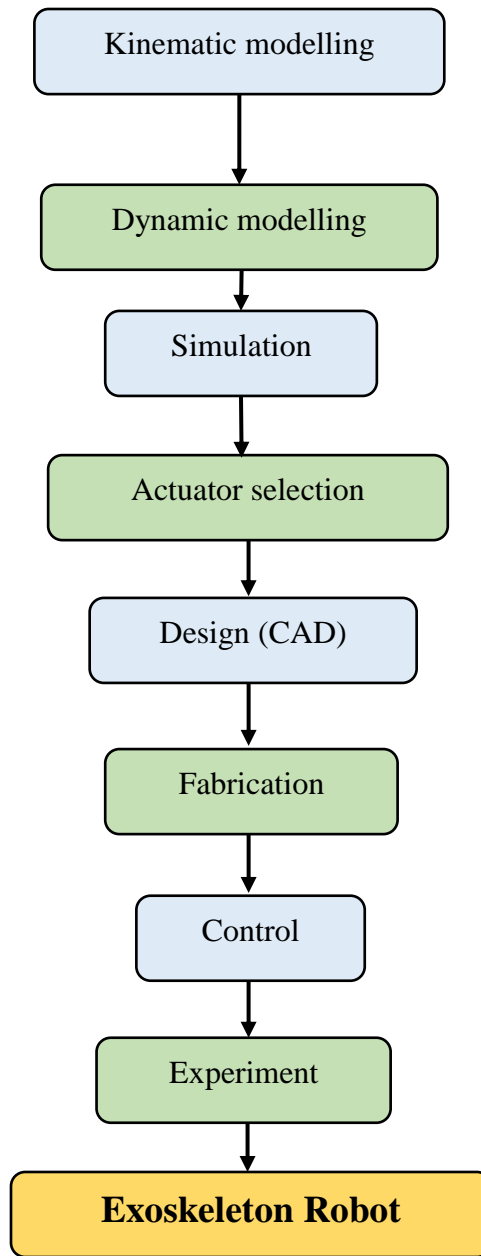 Kinematic modelling
Dynamic modelling
Simulation
Actuator selection
Design (CAD)
Fabrication
Control
Experiment
Exoskeleton Robot